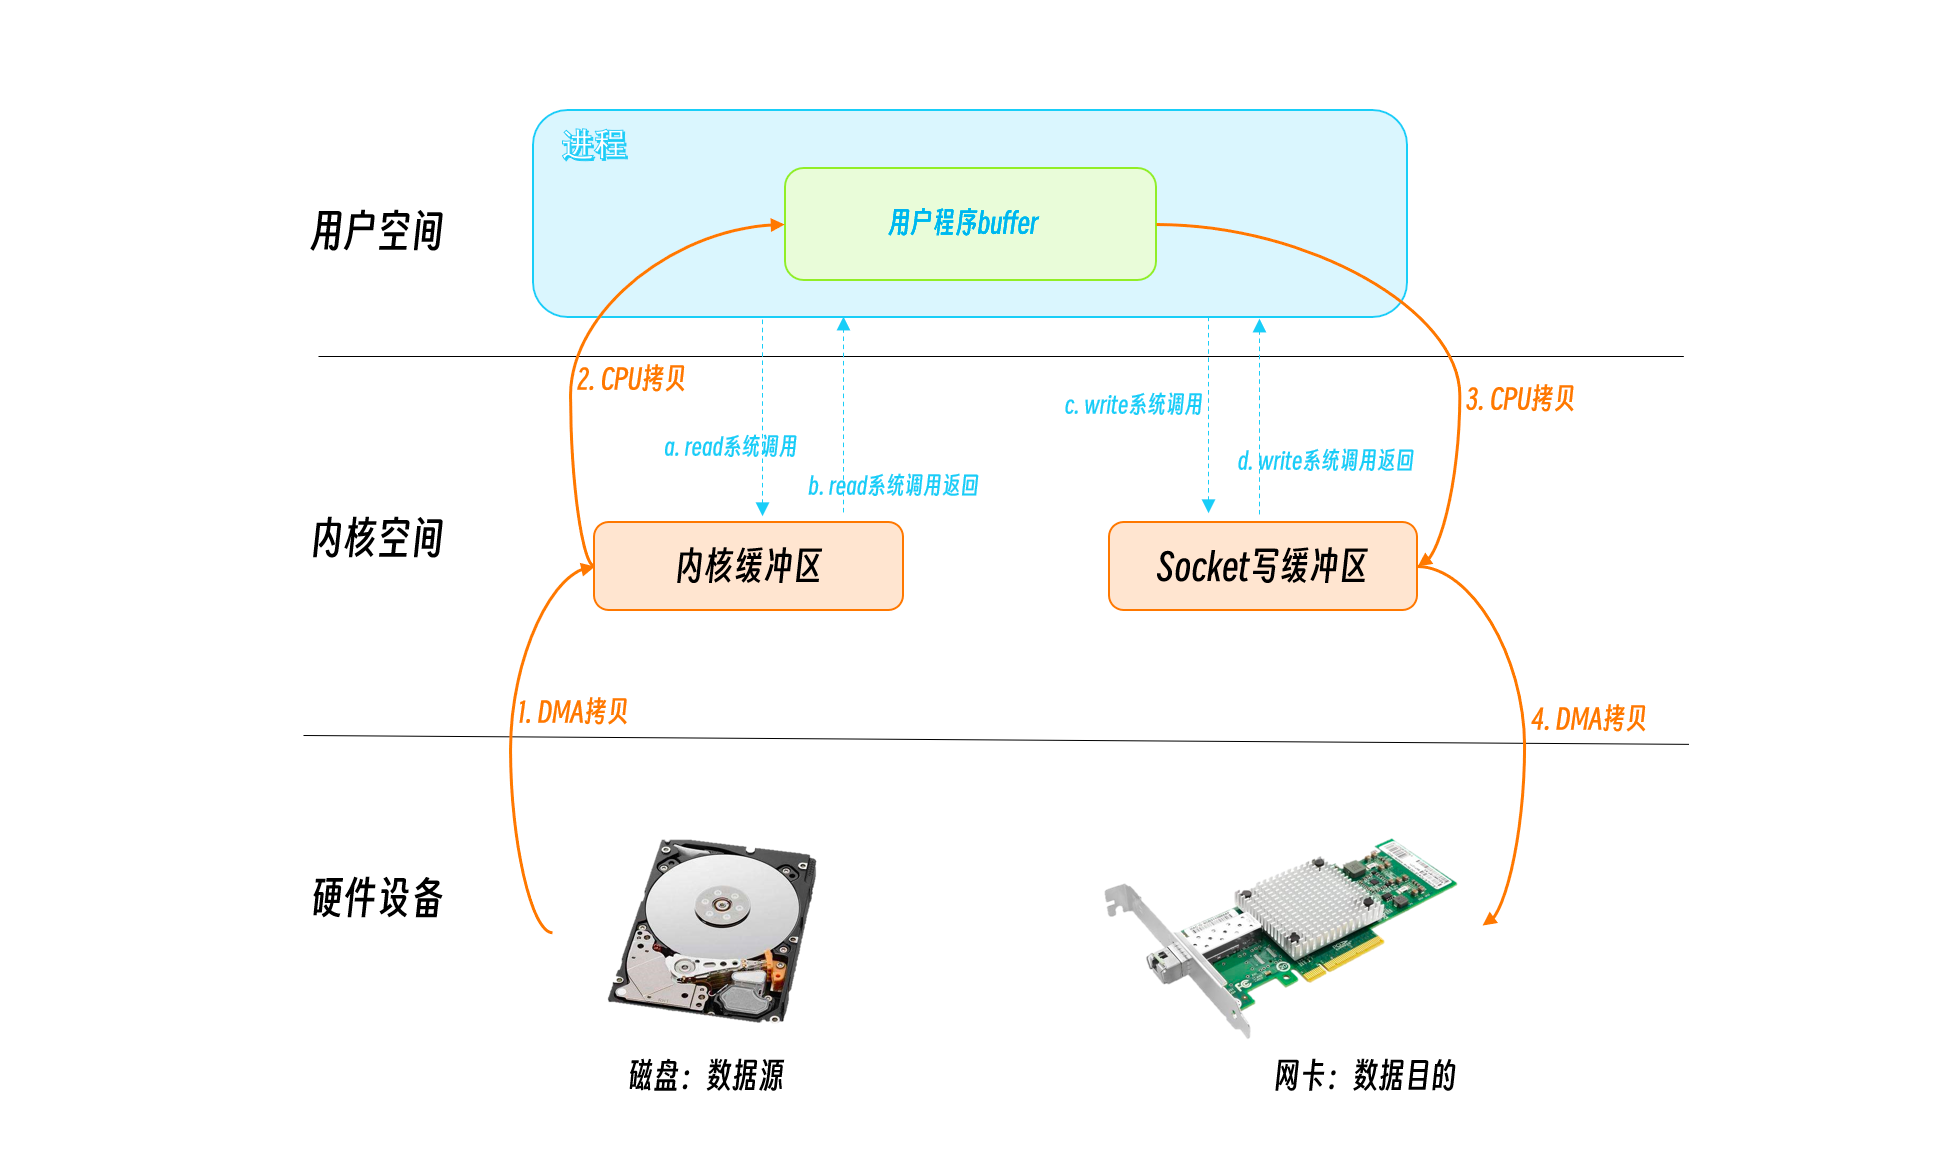 进程
用户程序buffer
用户空间
2. CPU拷贝
3. CPU拷贝
c. write系统调用
a. read系统调用
d. write系统调用返回
b. read系统调用返回
内核空间
内核缓冲区
Socket写缓冲区
1. DMA拷贝
4. DMA拷贝
硬件设备
磁盘：数据源
网卡：数据目的